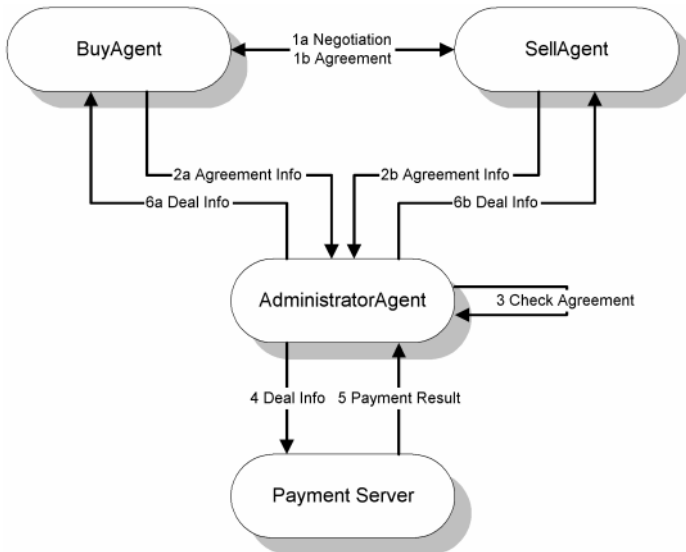 BuyAgent
1a Negotiation
1b Agreement
SellAgent
2a Agreement Info
2b Agreement Info
6a Deal Info
6b Deal Info
AdministratorAgent
3 Check Agreement
4 Deal Info
5 Payment Result
Payment Server